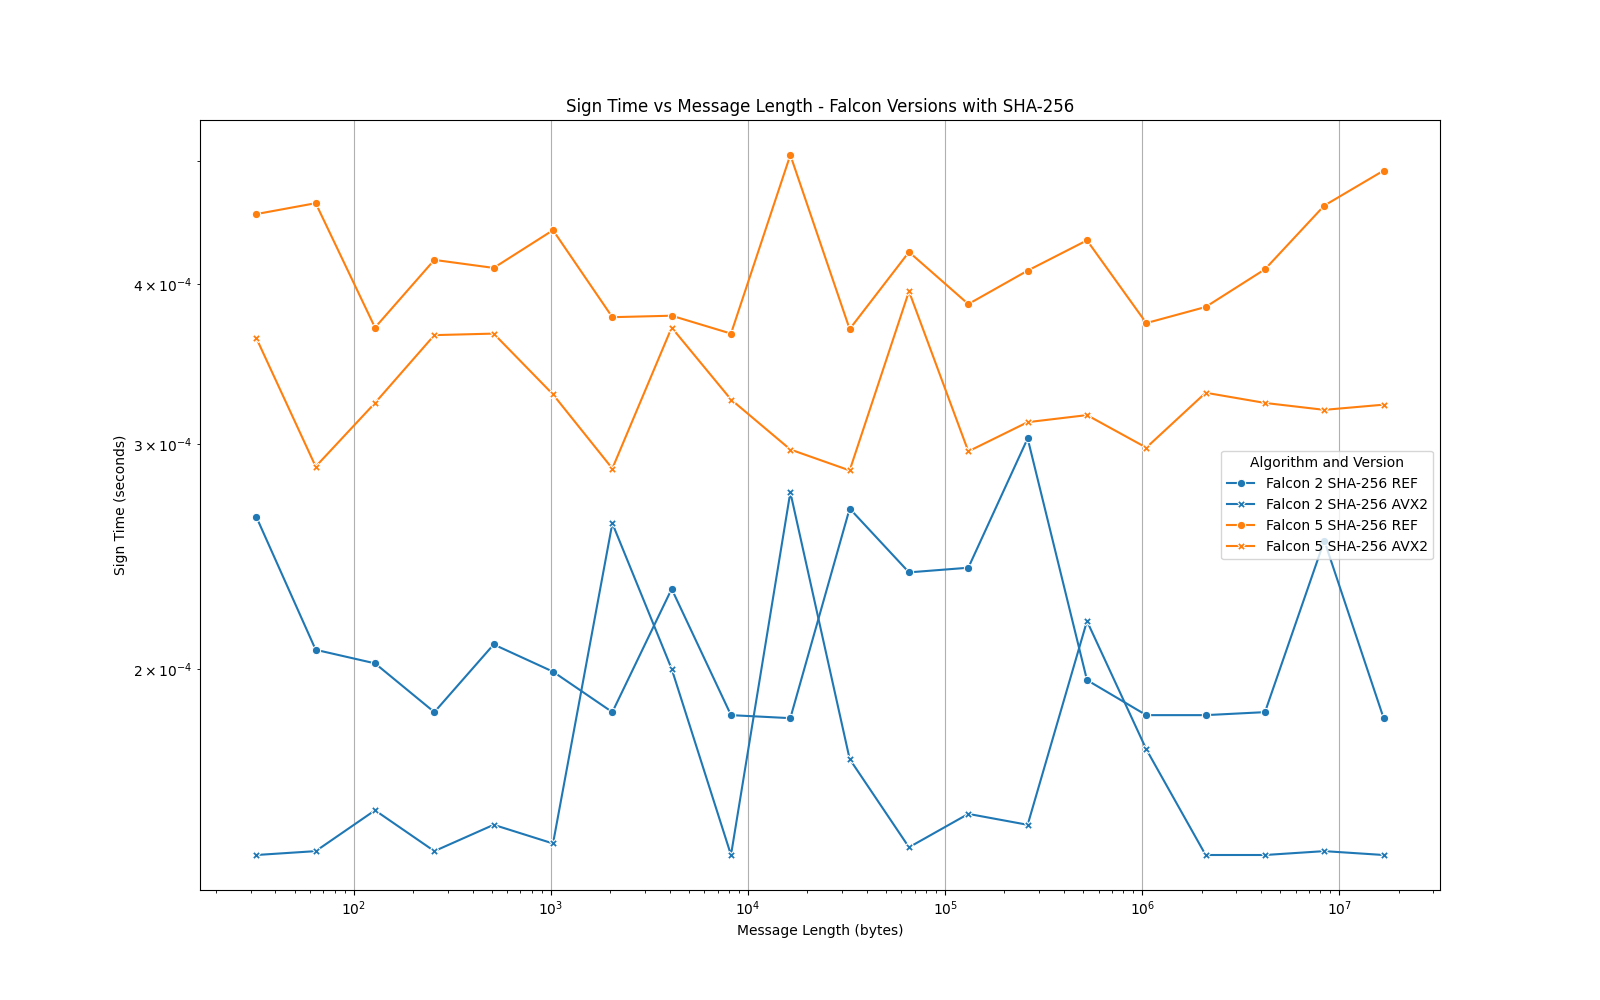 Sign Time vs Message Length - Falcon Versions with SHA-256
Sign Time (seconds)
4 × 10⁻⁴
3 × 10⁻⁴
2 × 10⁻⁴
Algorithm and Version
Falcon 2 SHA-256 REF
Falcon 2 SHA-256 AVX2
Falcon 5 SHA-256 REF
Falcon 5 SHA-256 AVX2
10² 10³ 10⁴ 10⁵ 10⁶ 10⁷
Message Length (bytes)